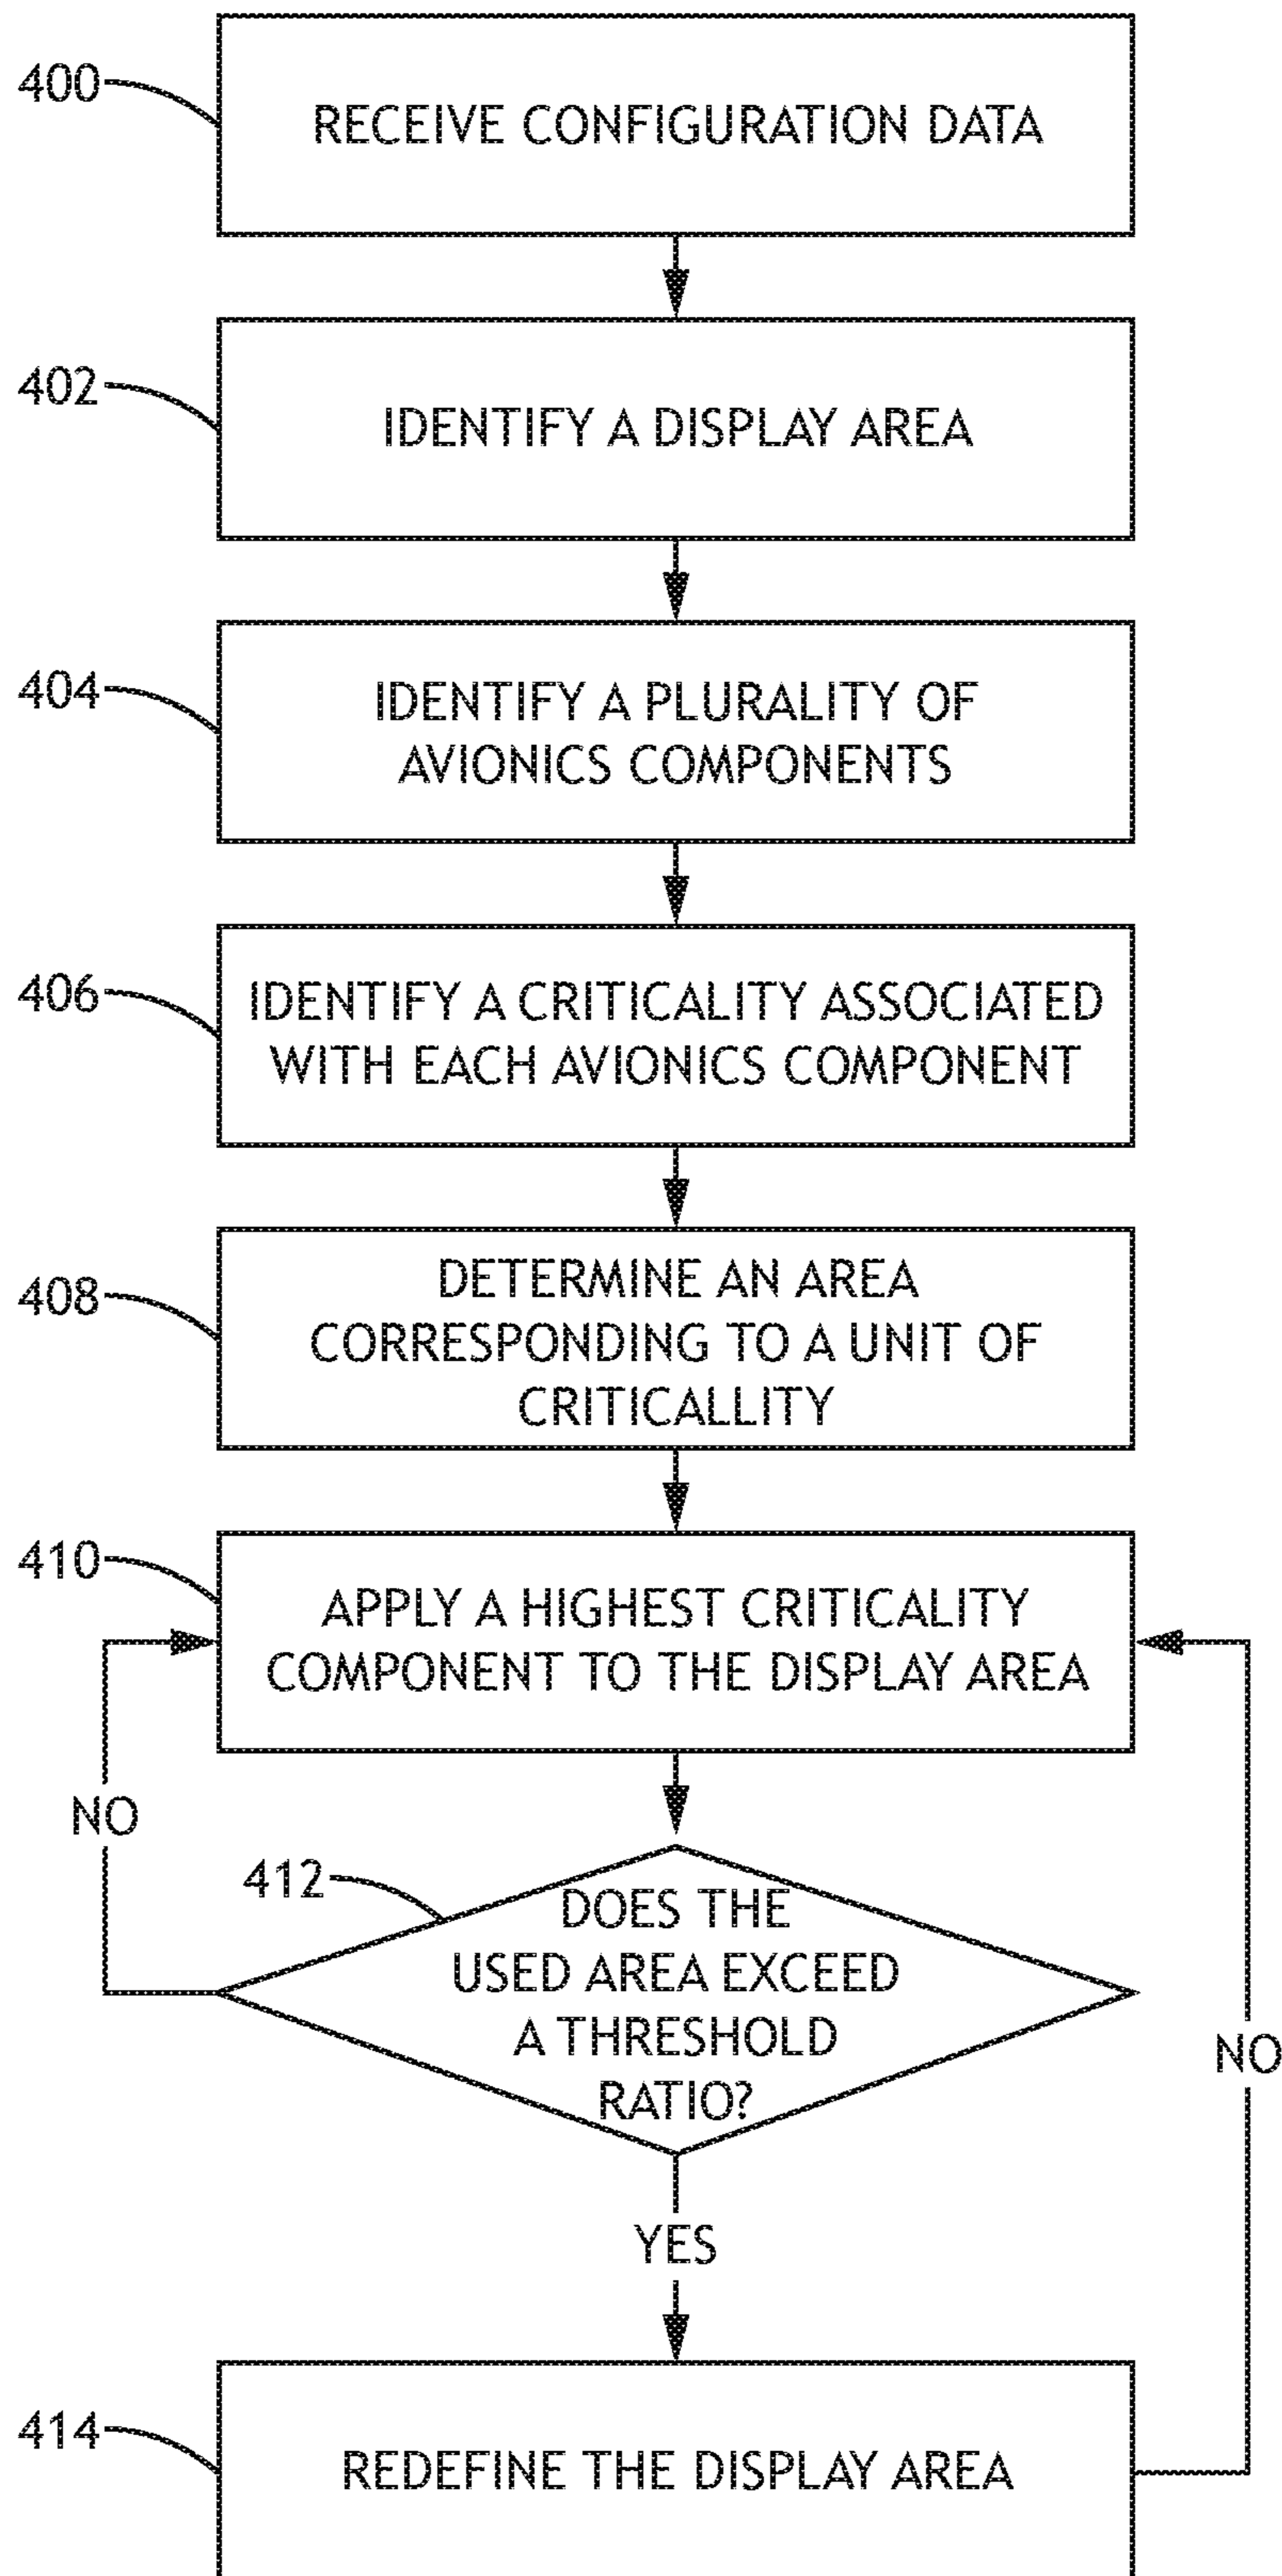 400
RECEIVE CONFIGURATION DATA
402
IDENTIFY A DISPLAY AREA
404
IDENTIFY A PLURALITY OF
AVIONICS COMPONENTS
406
IDENTIFY A CRITICALITY ASSOCIATED
WITH EACH AVIONICS COMPONENT
408
DETERMINE AN AREA
CORRESPONDING TO A UNIT OF
CRITICALLITY
410
APPLY A HIGHEST CRITICALITY
COMPONENT TO THE DISPLAY AREA
NO
412
DOES THE
USED AREA EXCEED
A THRESHOLD
RATIO?
NO
YES
414
REDEFINE THE DISPLAY AREA